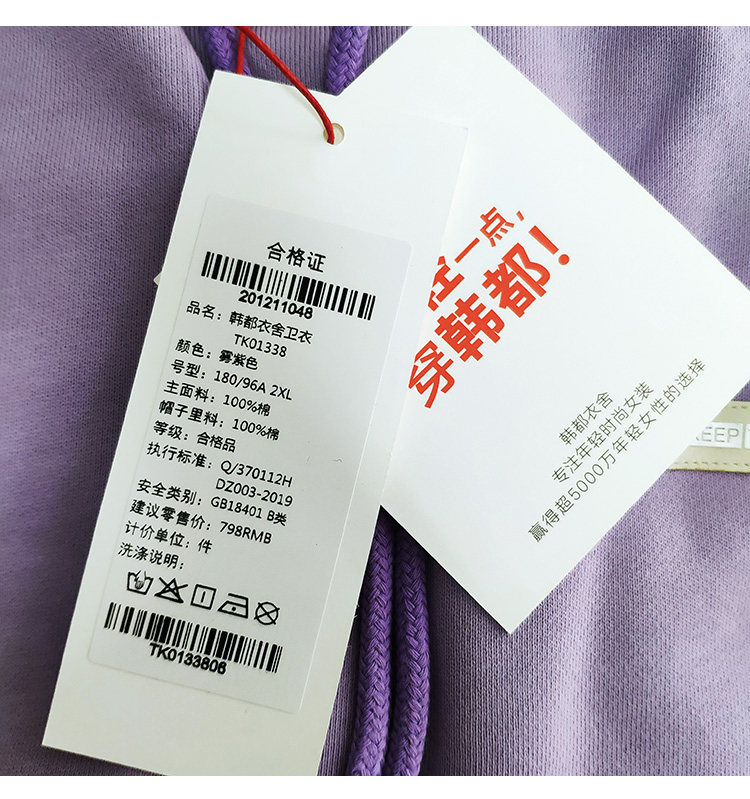 合格证
201211048
品名：韩都衣舍卫衣
TK01338
颜色：雾紫色
号型：180/96A 2XL
主面料：100%棉
帽子里料：100%棉
等级：合格品
执行标准：Q/370112H
DZ003-2019
安全类别：GB18401 B类
建议零售价：798RMB
计价单位：件
洗涤说明：
TK0133808
一点，
穿韩都！
韩都衣舍
专注年轻时尚女装
赢得超5000万年轻女性的选择
KEEP